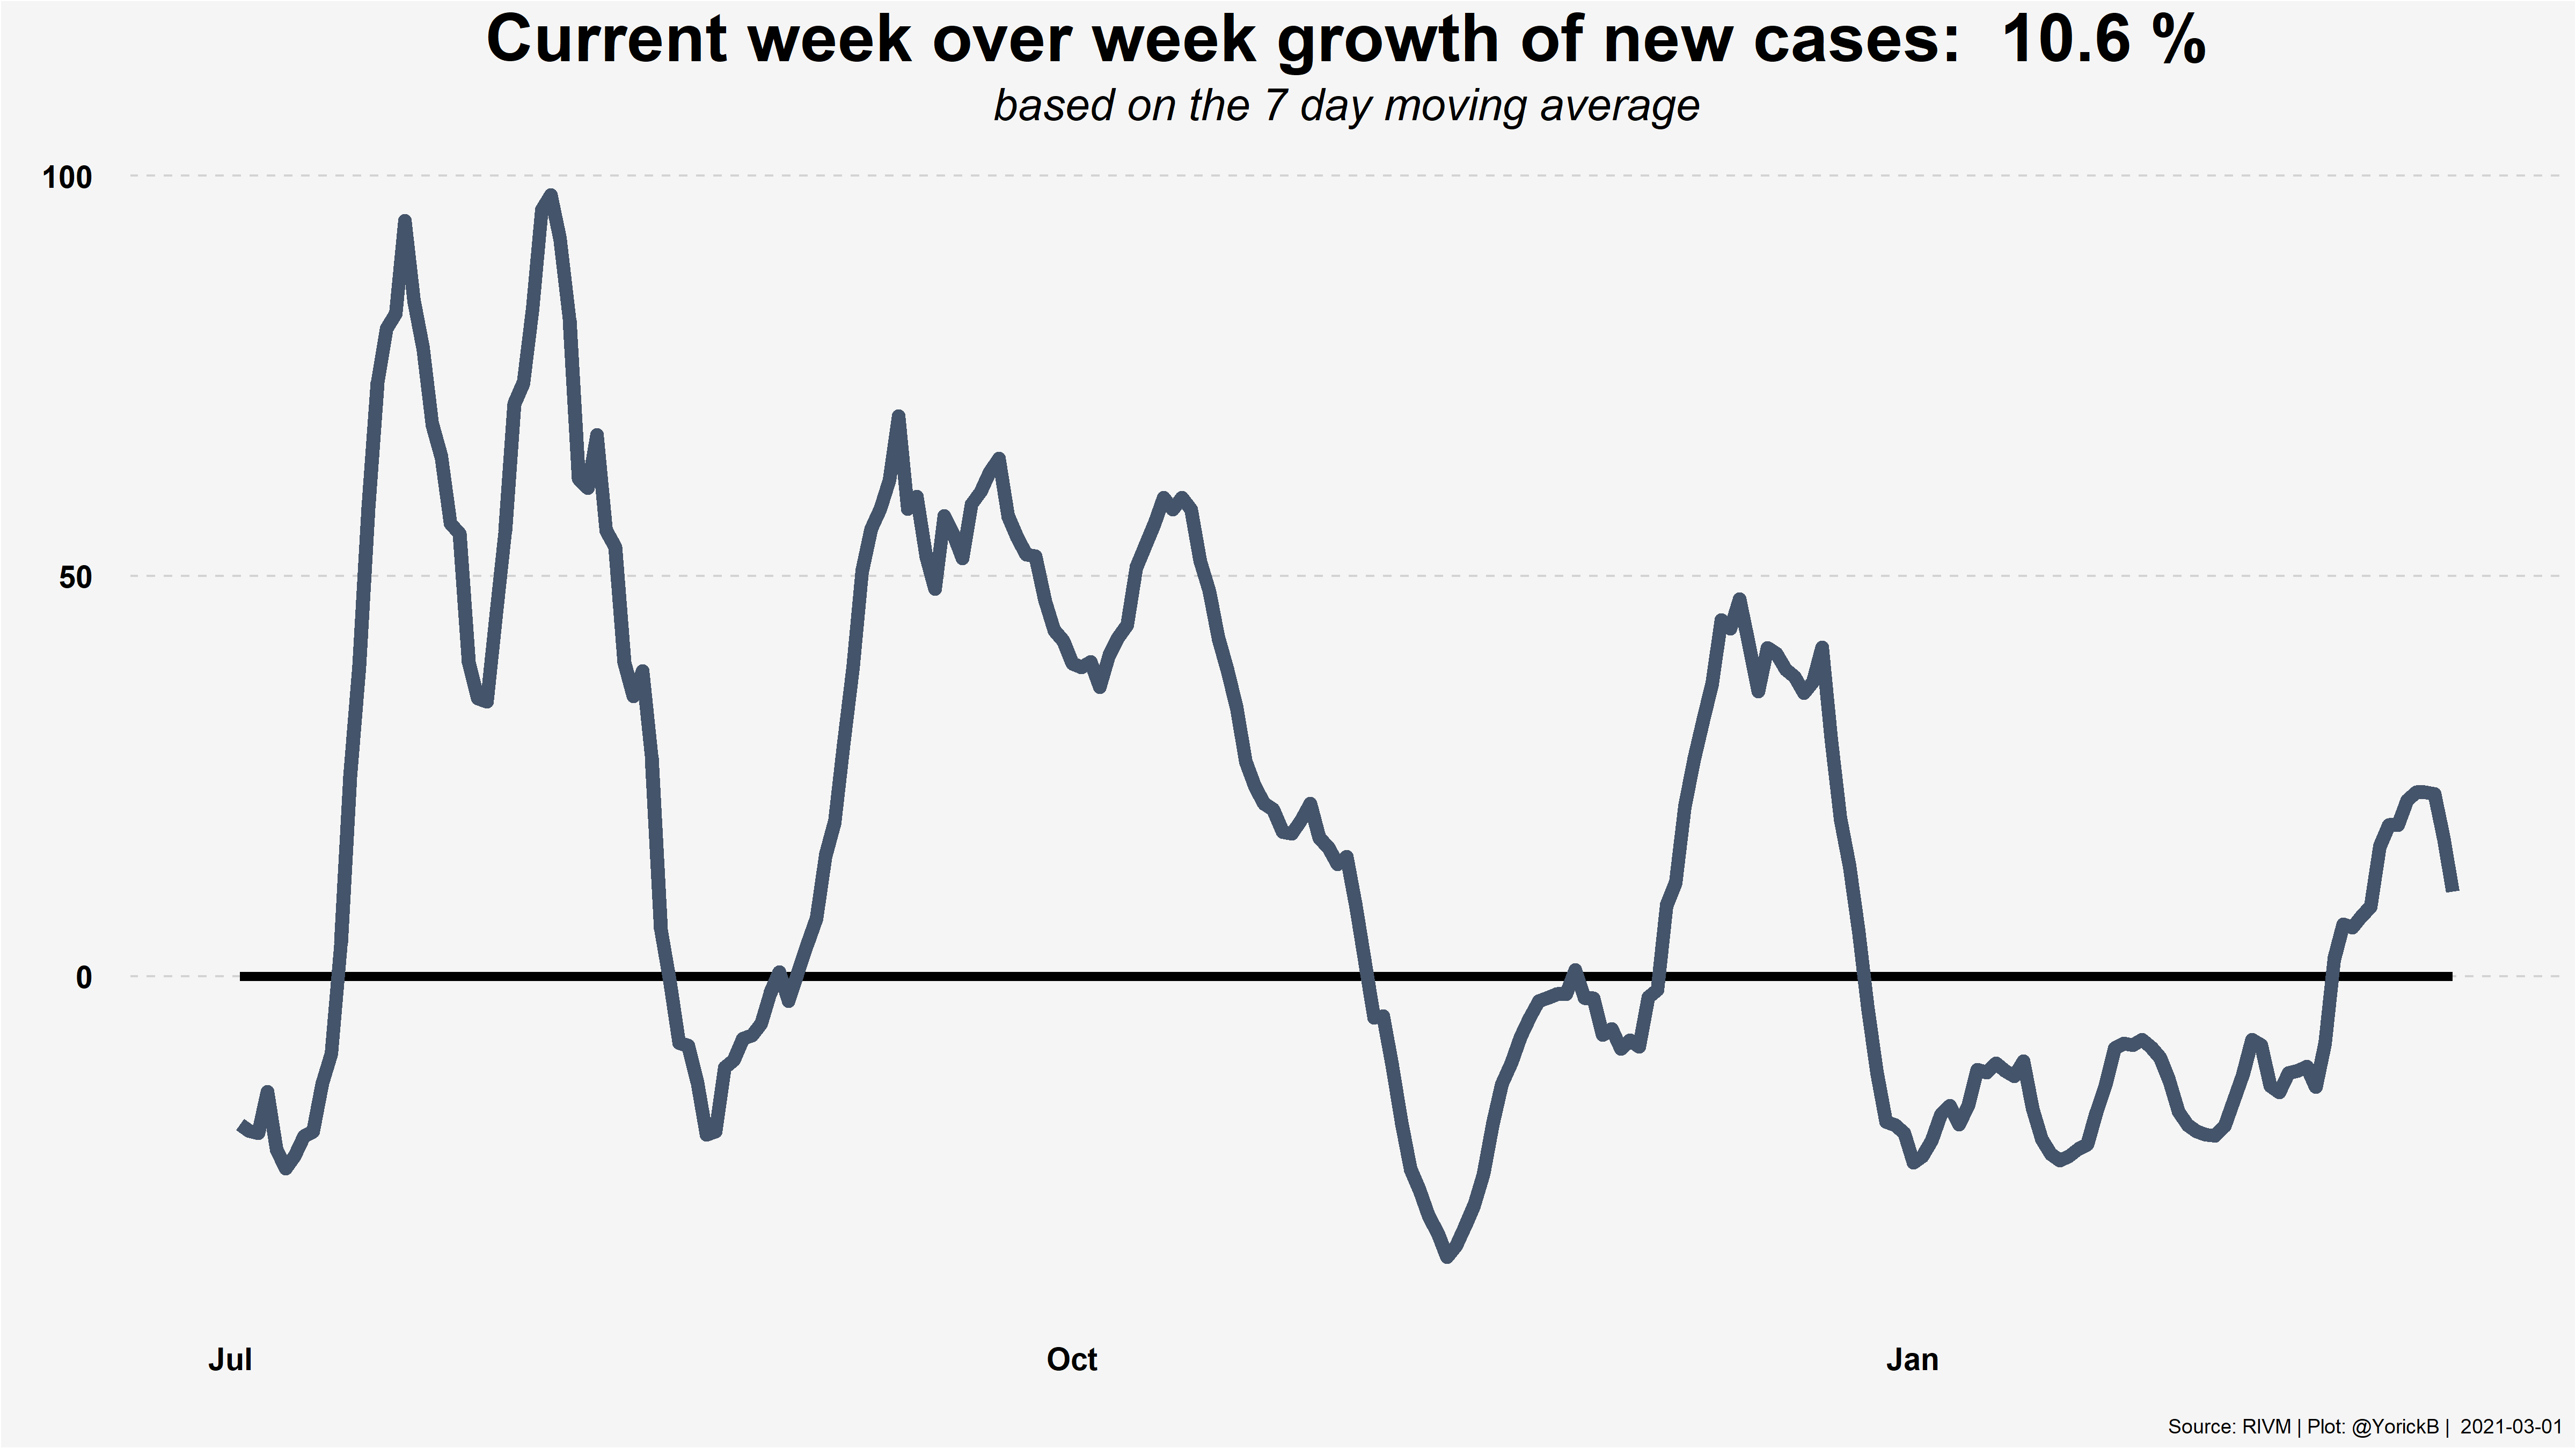 Current week over week growth of new cases:  10.6 %
based on the 7 day moving average
100
50
0
Jul Oct Jan
Source: RIVM | Plot: @YorickB |  2021-03-01